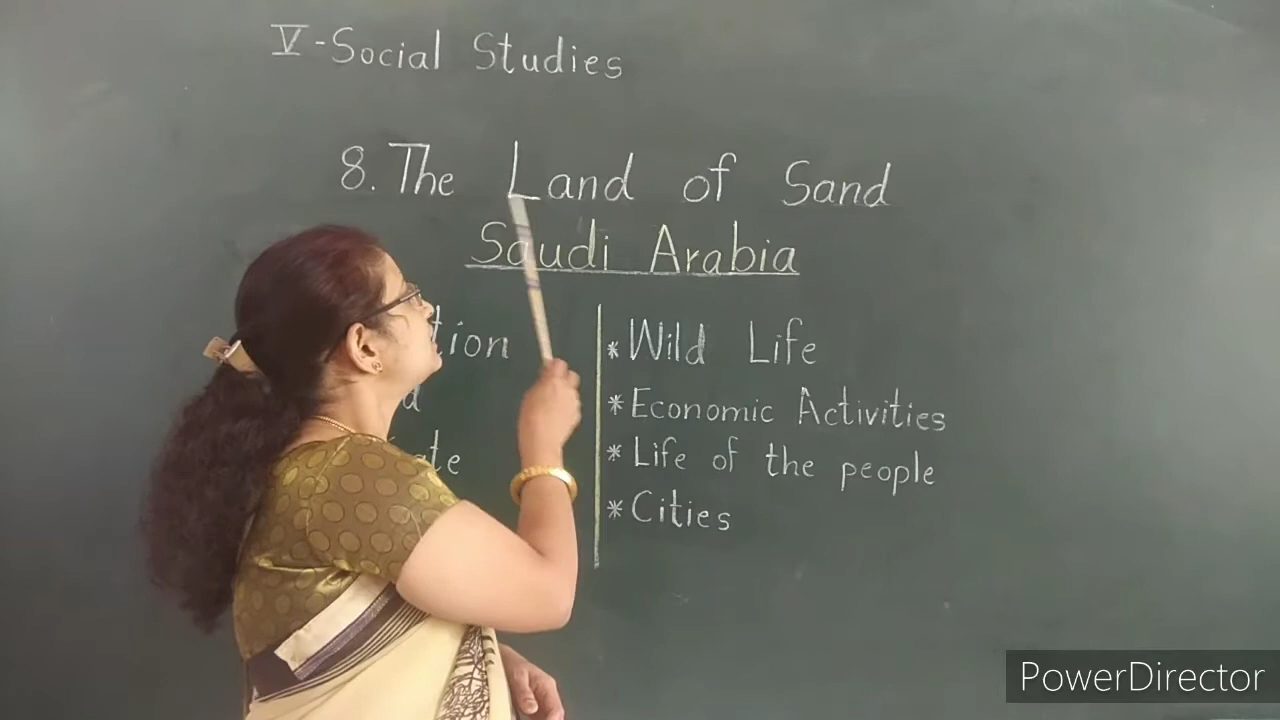 V-Social Studies
8. The Land of Sand
Saudi Arabia
* Wild Life
* Economic Activities
* Life of the people
* Cities
PowerDirector